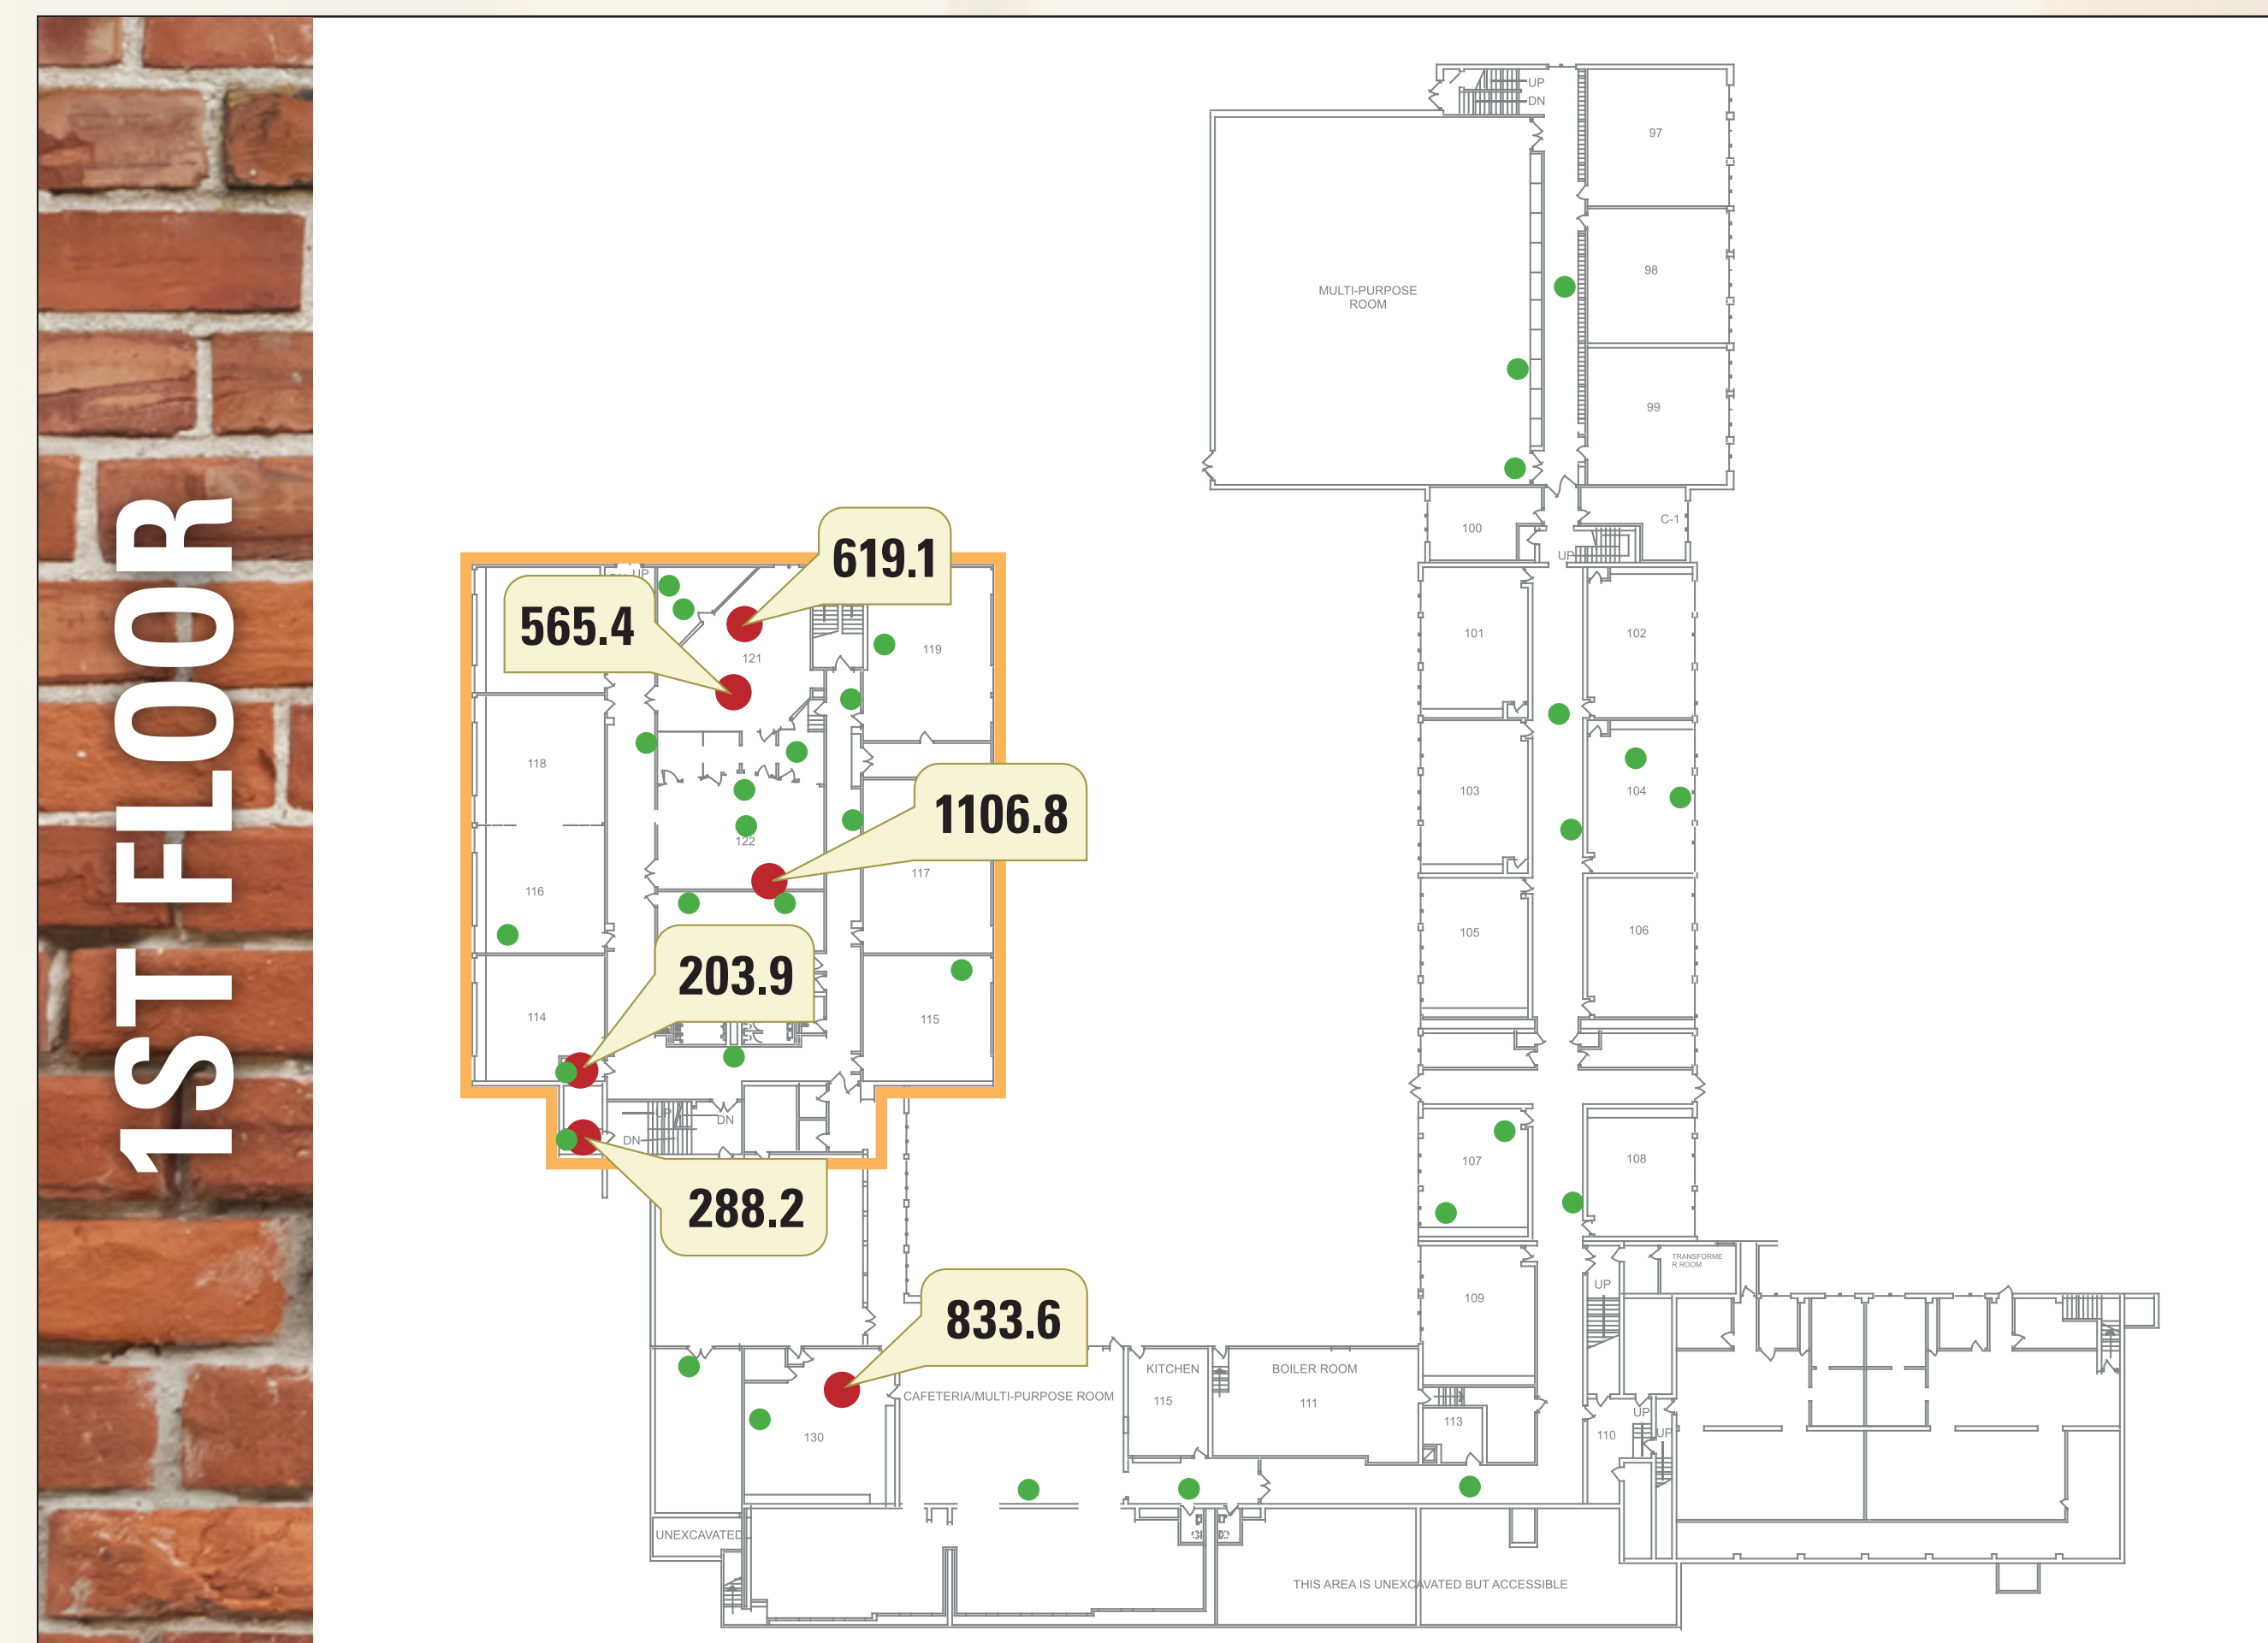 1ST FLOOR
UP
DN
97
98
MULTI-PURPOSE
ROOM
99
100
C-1
UP
619.1
565.4
UP
121
119
101
102
118
103
104
1106.8
122
117
116
105
106
203.9
114
115
UP
DN
DN
288.2
107
108
TRANSFORME
R ROOM
UP
109
833.6
KITCHEN
115
BOILER ROOM
111
CAFETERIA/MULTI-PURPOSE ROOM
130
113
110
UP
UP
UNEXCAVATED
THIS AREA IS UNEXCAVATED BUT ACCESSIBLE